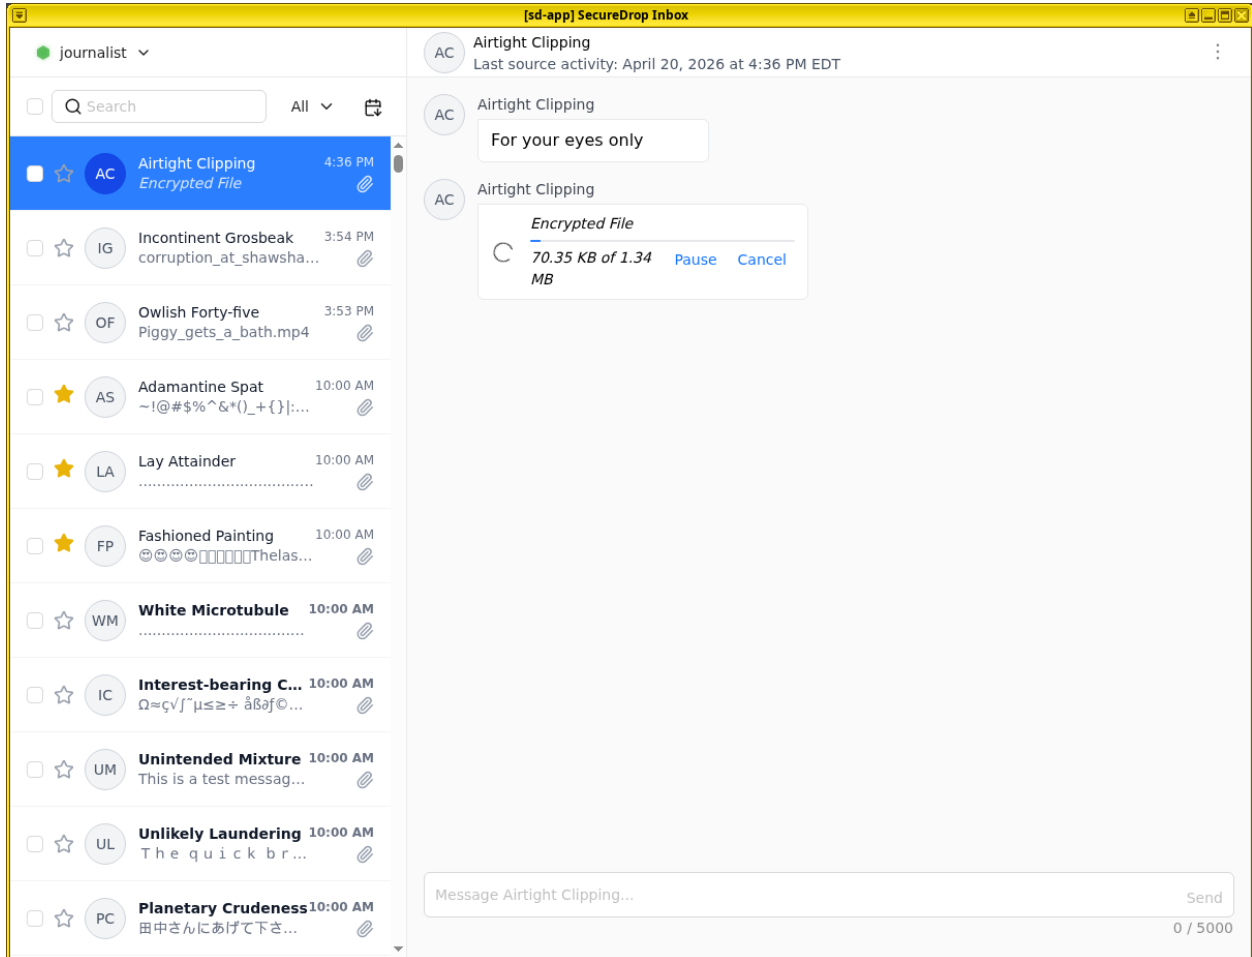 [sd-app] SecureDrop Inbox
journalist
Search
All
Airtight Clipping
4:36 PM
Encrypted File
Incontinent Grosbeak
3:54 PM
corruption_at_shawsha...
Owlish Forty-five
3:53 PM
Piggy_gets_a_bath.mp4
Adamantine Spat
10:00 AM
~!@#$%^&*()_+{}|:...
Lay Attainder
10:00 AM
......................................
Fashioned Painting
10:00 AM
😍😍😍😍Thelas...
White Microtubule
10:00 AM
....................................
Interest-bearing C...
10:00 AM
Ω≈ç√∫˜µ≤≥÷ åß∂ƒ©...
Unintended Mixture
10:00 AM
This is a test messag...
Unlikely Laundering
10:00 AM
Ｔｈｅ ｑｕｉｃｋ ｂｒ...
Planetary Crudeness
10:00 AM
田中さんにあげて下さ...
AC
IG
OF
AS
LA
FP
WM
IC
UM
UL
PC
AC
Airtight Clipping
Last source activity: April 20, 2026 at 4:36 PM EDT
AC
Airtight Clipping
For your eyes only
AC
Airtight Clipping
Encrypted File
70.35 KB of 1.34
MB
Pause
Cancel
Message Airtight Clipping...
Send
0 / 5000